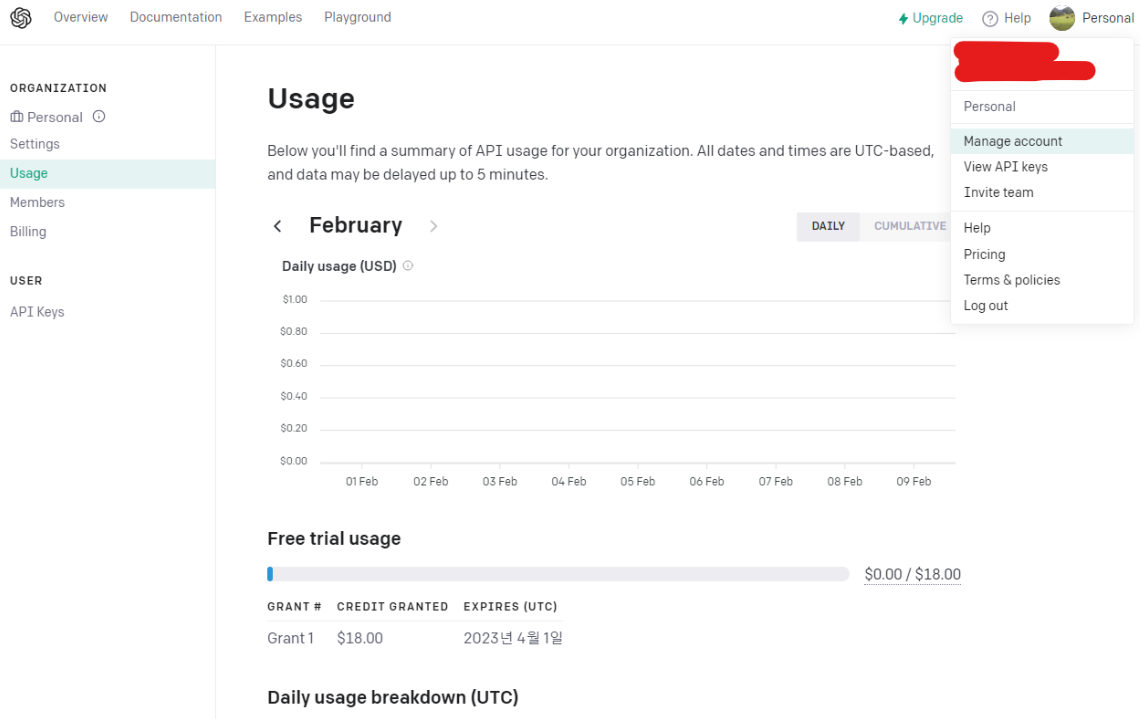 Overview Documentation Examples Playground
Upgrade Help Personal
ORGANIZATION
Personal
Settings
Usage
Members
Billing
USER
API Keys
Usage
Below you'll find a summary of API usage for your organization. All dates and times are UTC-based,
and data may be delayed up to 5 minutes.
February
DAILY CUMULATIVE
Daily usage (USD)
$1.00
$0.80
$0.60
$0.40
$0.20
$0.00
01 Feb 02 Feb 03 Feb 04 Feb 05 Feb 06 Feb 07 Feb 08 Feb 09 Feb
Free trial usage
$0.00 / $18.00
GRANT # CREDIT GRANTED EXPIRES (UTC)
Grant 1 $18.00 2023년 4월 1일
Daily usage breakdown (UTC)
Personal
Manage account
View API keys
Invite team
Help
Pricing
Terms & policies
Log out